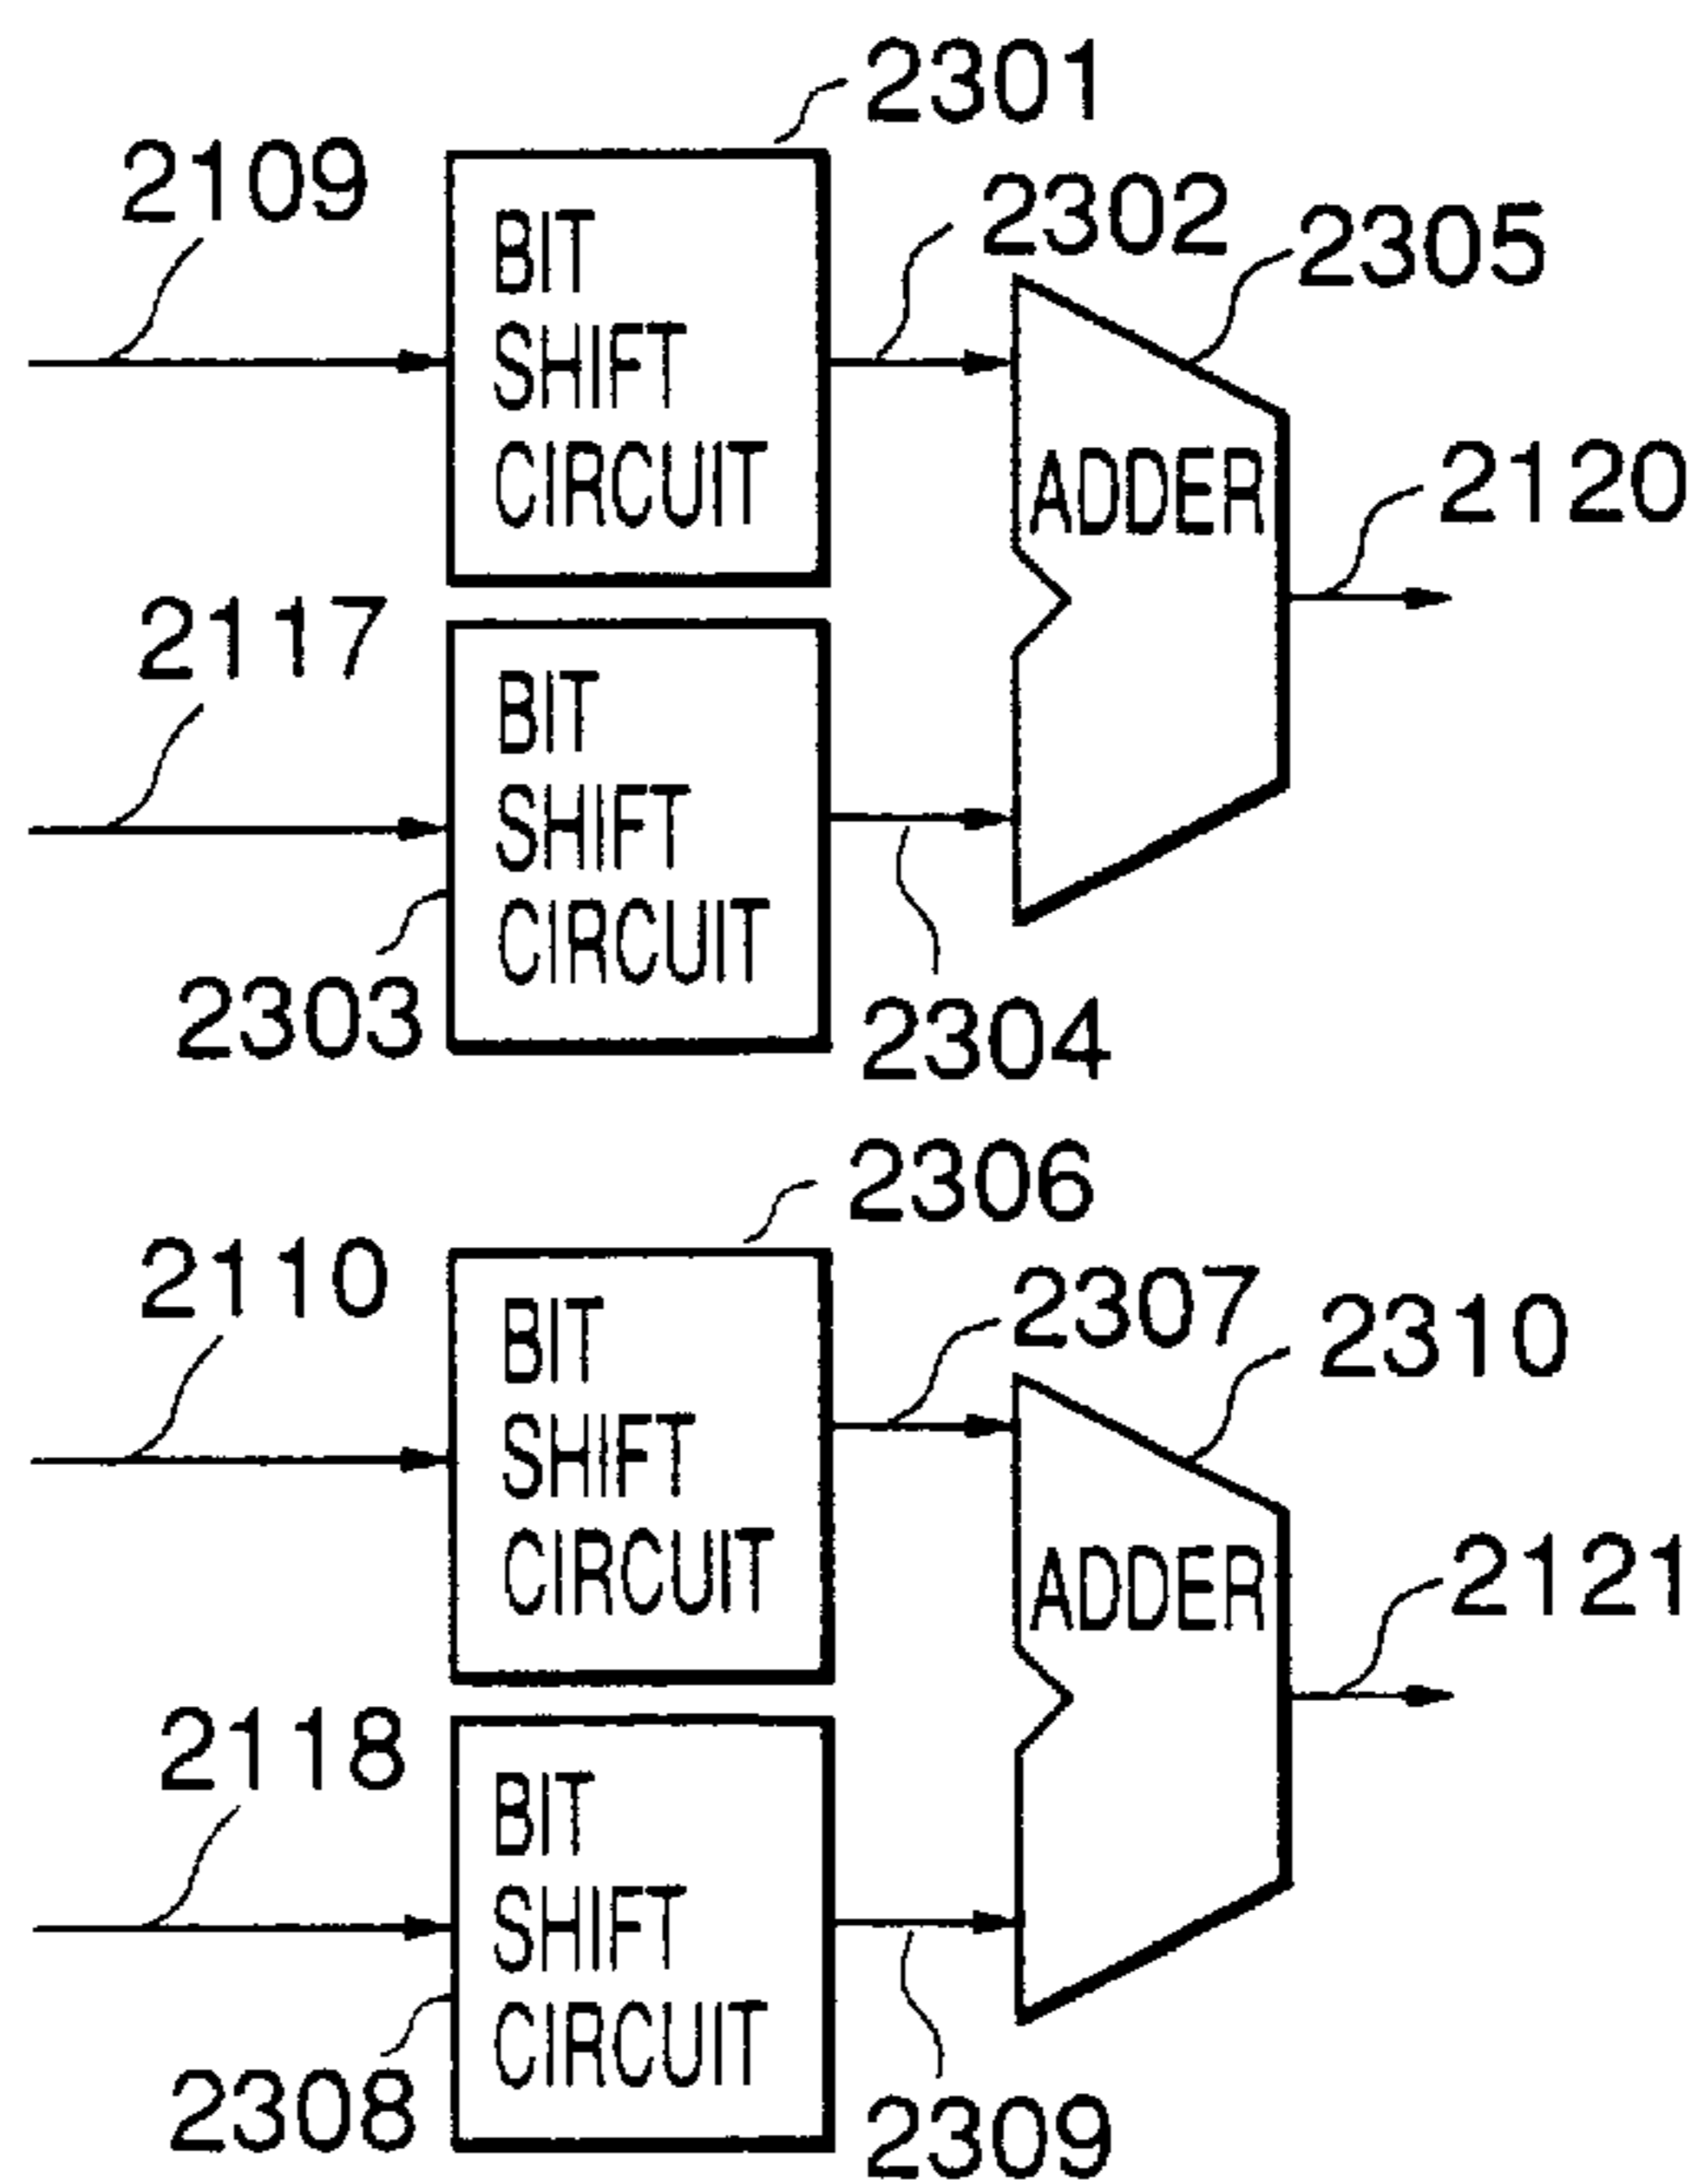 2301
2109
2302
2305
BIT
SHIFT
CIRCUIT
ADDER
2120
2117
BIT
SHIFT
CIRCUIT
2303
2304
2306
2110
2307
2310
BIT
SHIFT
CIRCUIT
ADDER
2121
2118
BIT
SHIFT
CIRCUIT
2308
2309